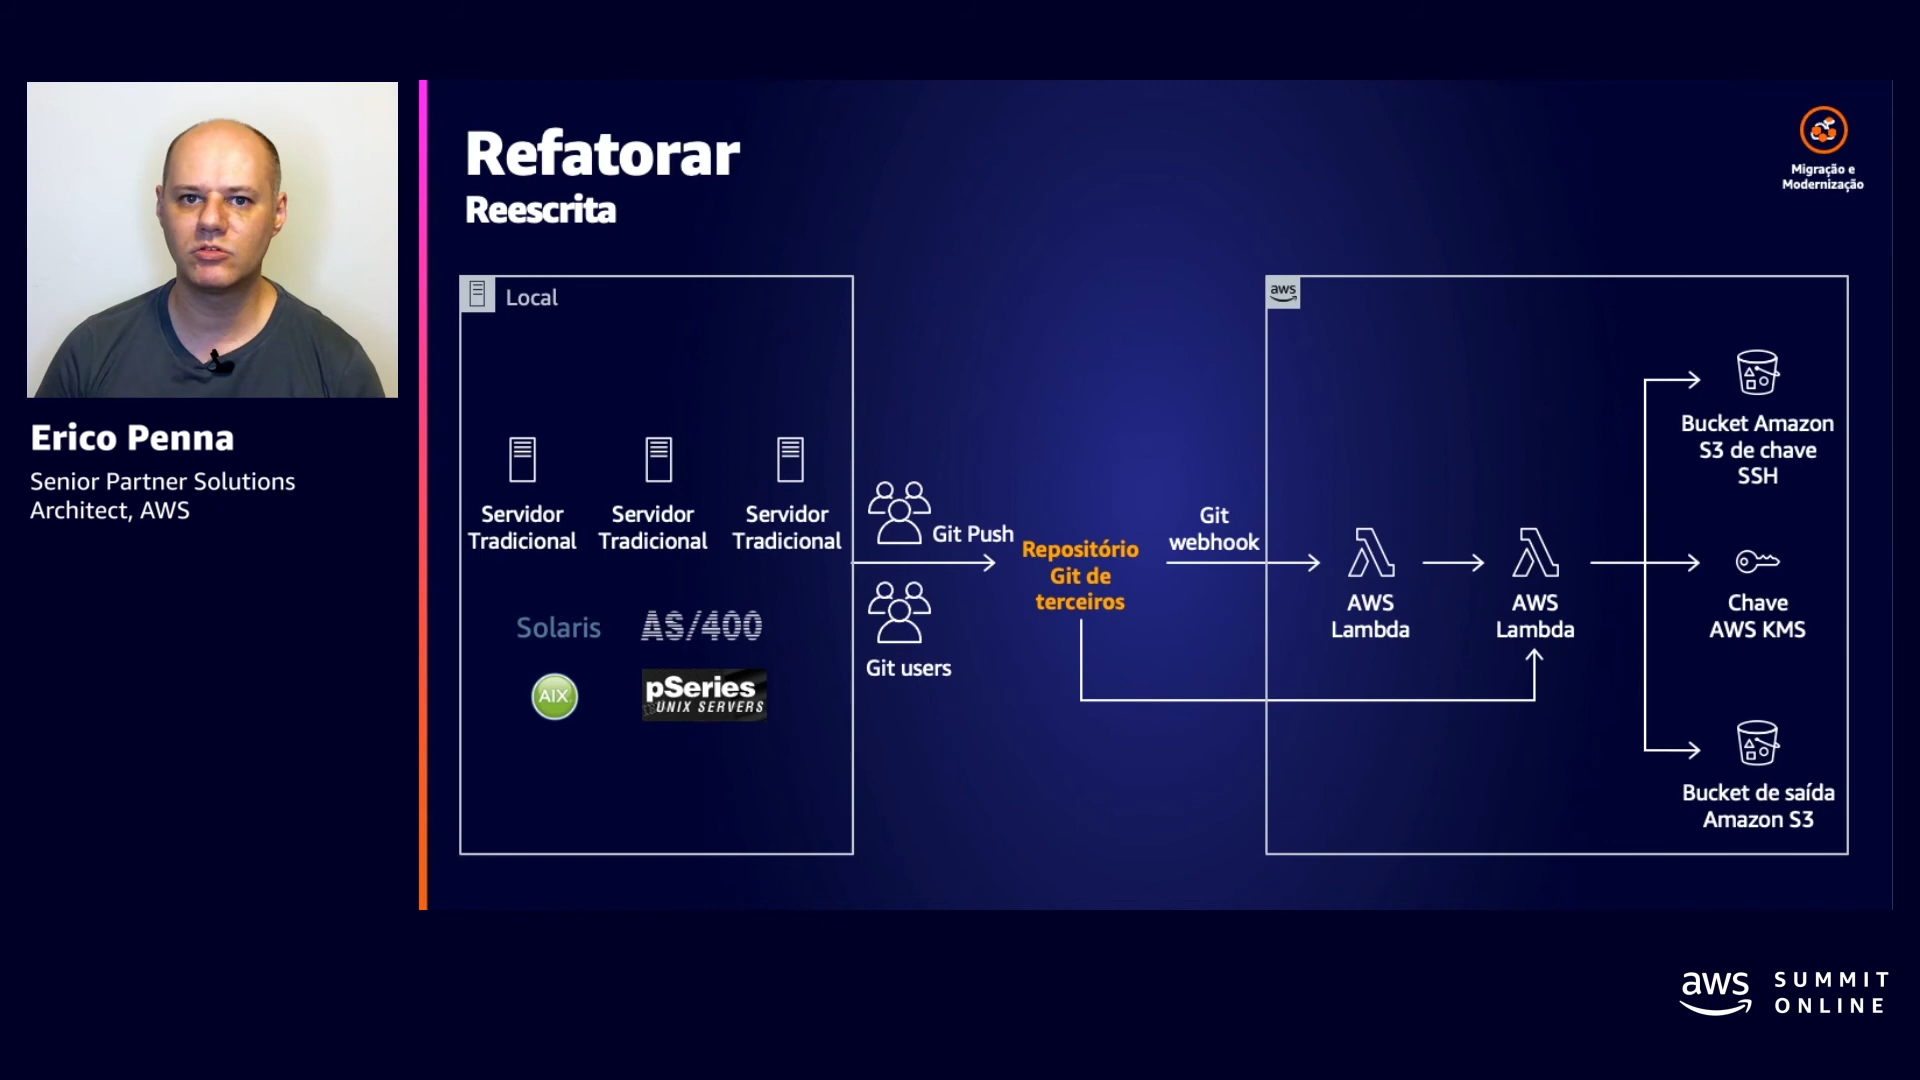 Refatorar
Reescrita
Migração e
Modernização
Erico Penna
Senior Partner Solutions
Architect, AWS
Local
Servidor
Tradicional
Servidor
Tradicional
Servidor
Tradicional
Solaris
AS/400
AIX
pSeries
UNIX SERVERS
Git Push
Git users
Repositório
Git de
terceiros
Git
webhook
aws
AWS
Lambda
AWS
Lambda
Bucket Amazon
S3 de chave
SSH
Chave
AWS KMS
Bucket de saída
Amazon S3
aws
SUMMIT
ONLINE